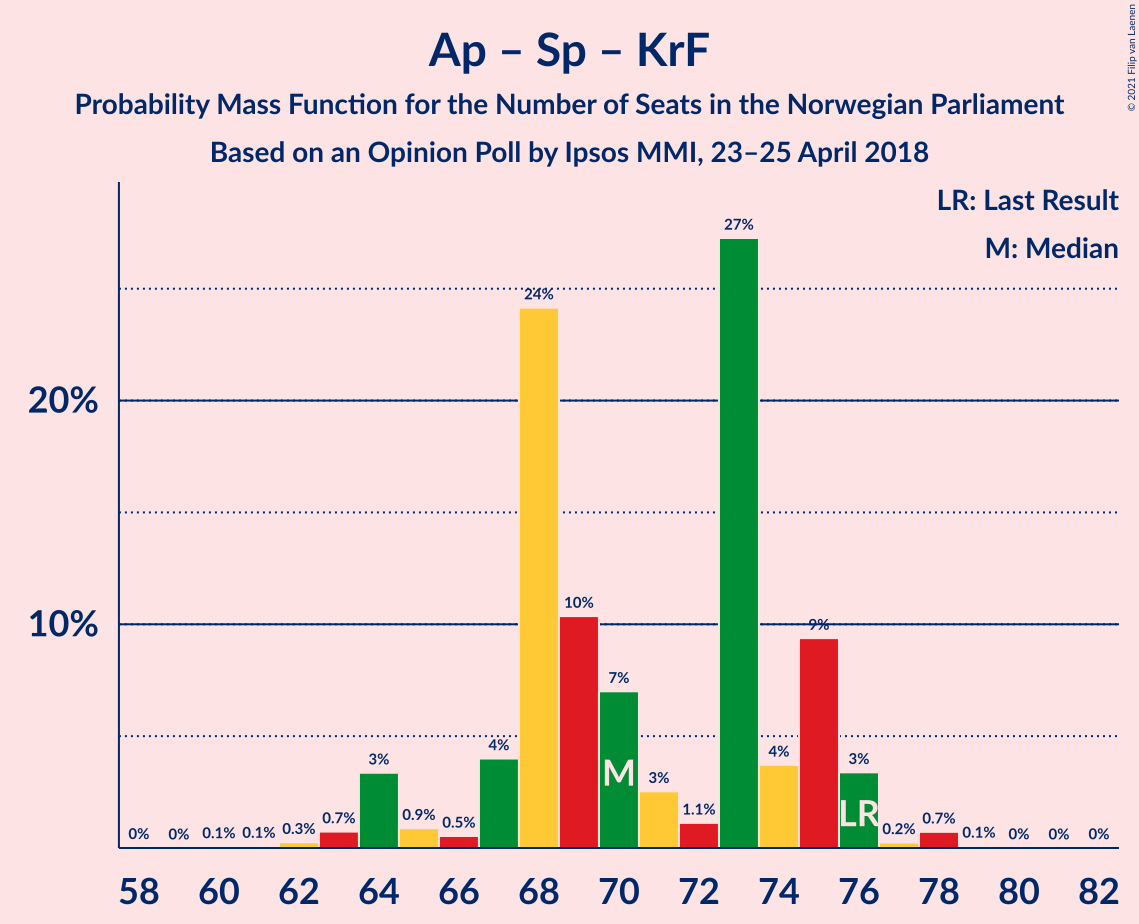 Ap – Sp – KrF
Probability Mass Function for the Number of Seats in the Norwegian Parliament
Based on an Opinion Poll by Ipsos MMI, 23–25 April 2018
© 2021 Filip van Laenen
LR: Last Result
M: Median
20%
10%
0% 0% 0.1% 0.1% 0.3% 0.7% 3% 0.9% 0.5% 4% 24% 10% 7% 3% 1.1% 27% 4% 9% 3% 0.2% 0.7% 0.1% 0% 0% 0%
M
LR
58 60 62 64 66 68 70 72 74 76 78 80 82